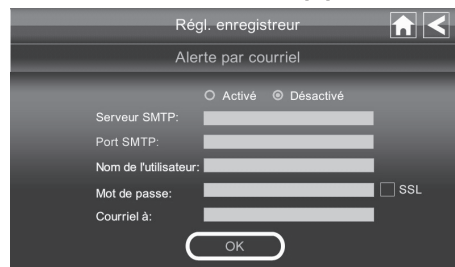 Régl. enregistreur
Alerte par courriel
Activé Désactivé
Serveur SMTP:
Port SMTP:
Nom de l'utilisateur:
Mot de passe: SSL
Courriel à:
OK